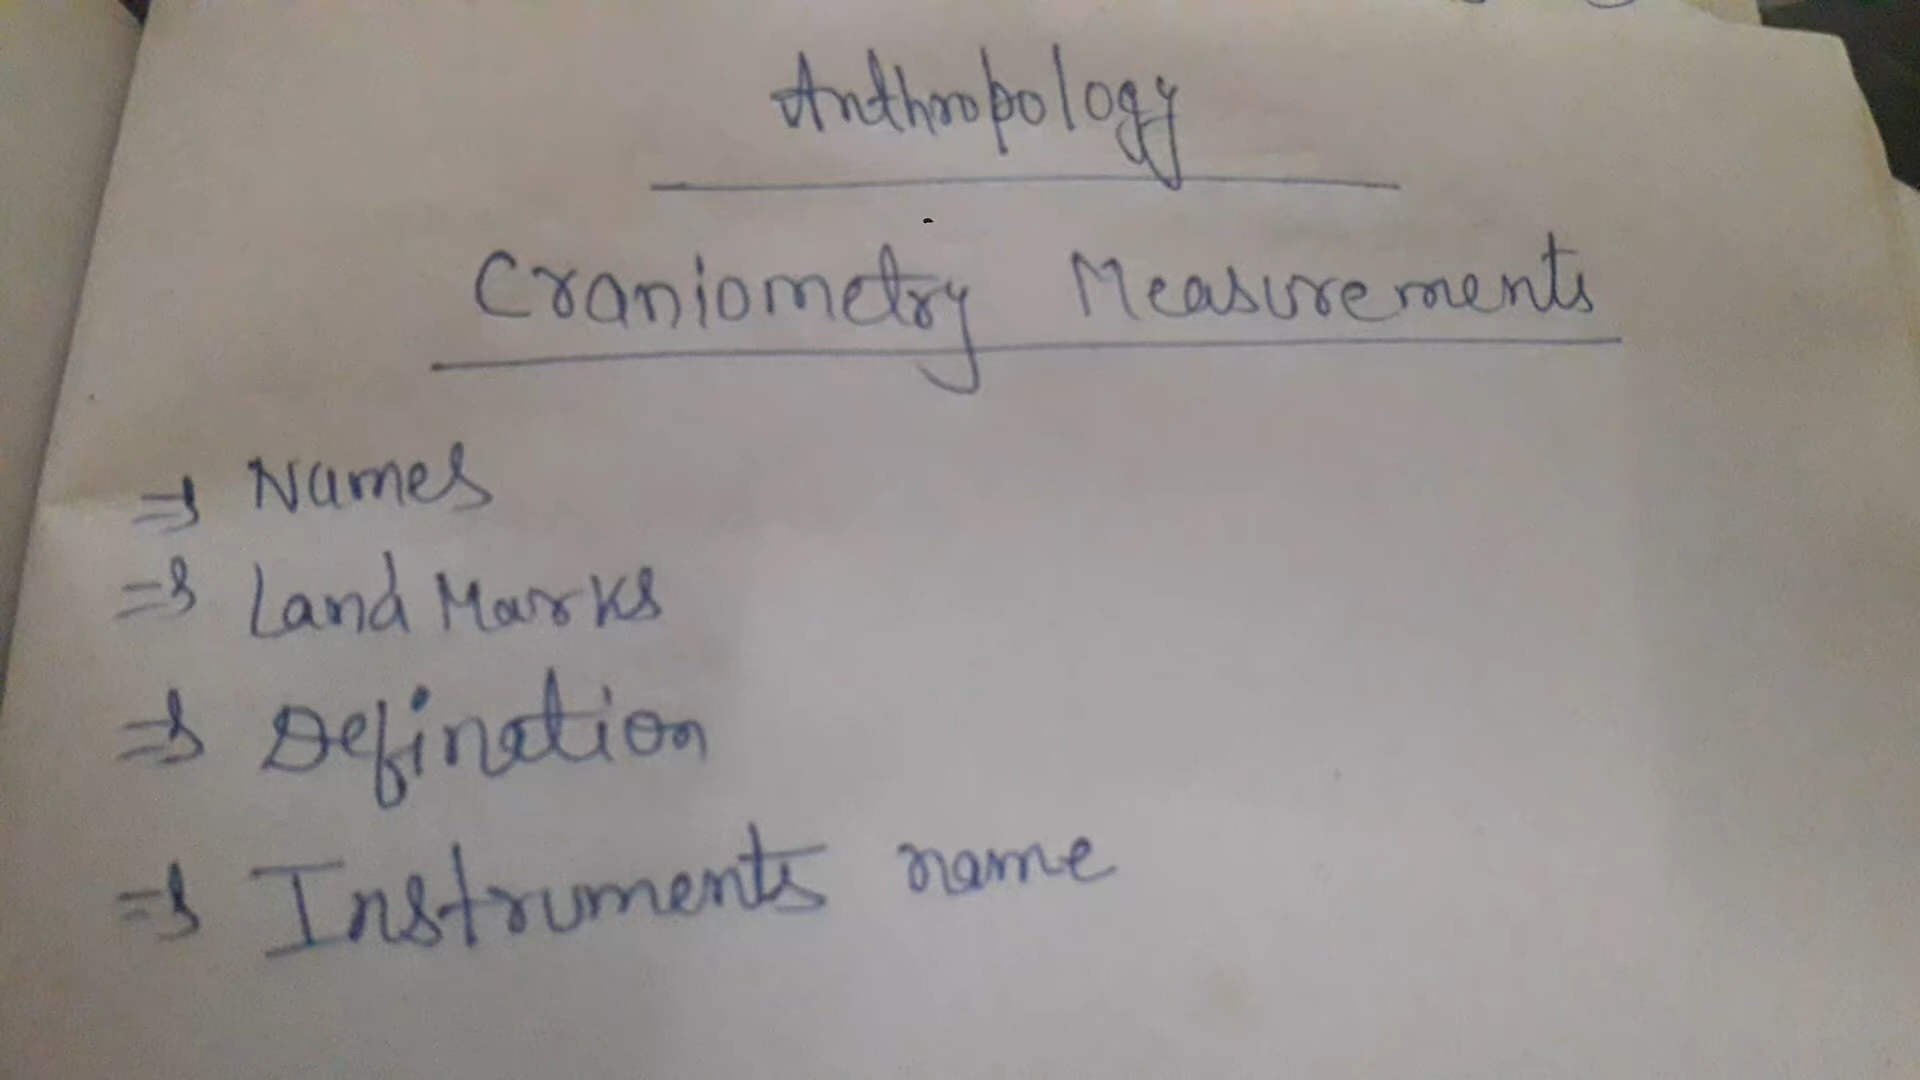 Anthropology
Craniometry Measurements
⇒ Names
⇒ Land Marks
⇒ Defination
⇒ Instruments name